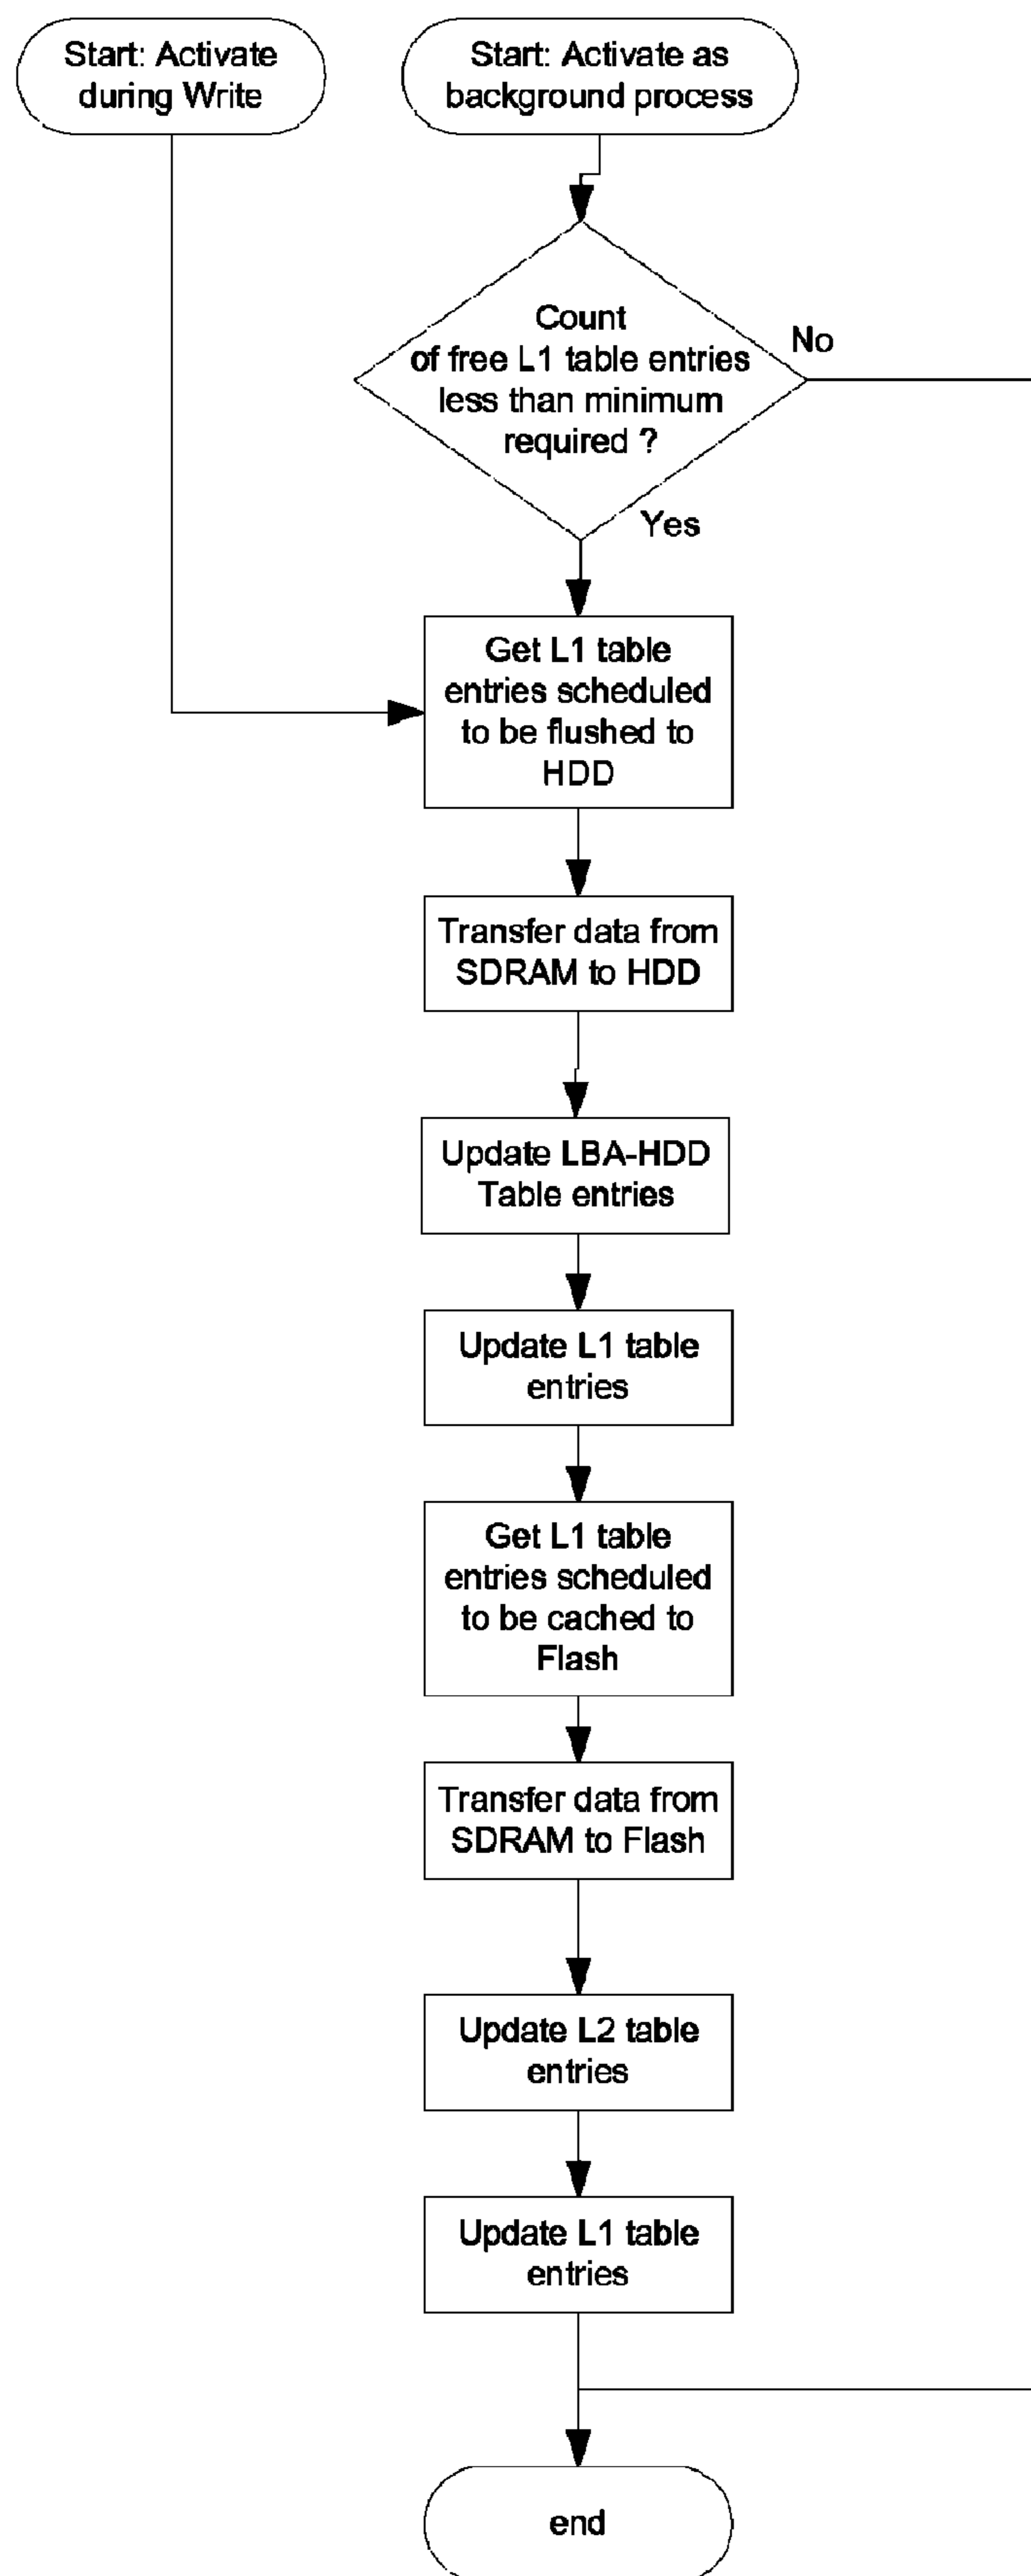 Start: Activate
during Write
Start: Activate as
background process
Count
of free L1 table entries
less than minimum
required ?
No
Yes
Get L1 table
entries scheduled
to be flushed to
HDD
Transfer data from
SDRAM to HDD
Update LBA-HDD
Table entries
Update L1 table
entries
Get L1 table
entries scheduled
to be cached to
Flash
Transfer data from
SDRAM to Flash
Update L2 table
entries
Update L1 table
entries
end